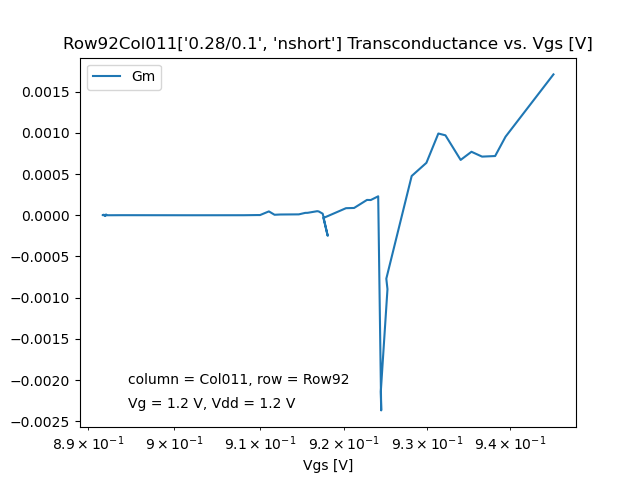 Row92Col011['0.28/0.1', 'nshort'] Transconductance vs. Vgs [V]
Gm
0.0015
0.0010
0.0005
0.0000
−0.0005
−0.0010
−0.0015
−0.0020
−0.0025
column = Col011, row = Row92
Vg = 1.2 V, Vdd = 1.2 V
8.9 × 10⁻¹ 9 × 10⁻¹ 9.1 × 10⁻¹ 9.2 × 10⁻¹ 9.3 × 10⁻¹ 9.4 × 10⁻¹
Vgs [V]